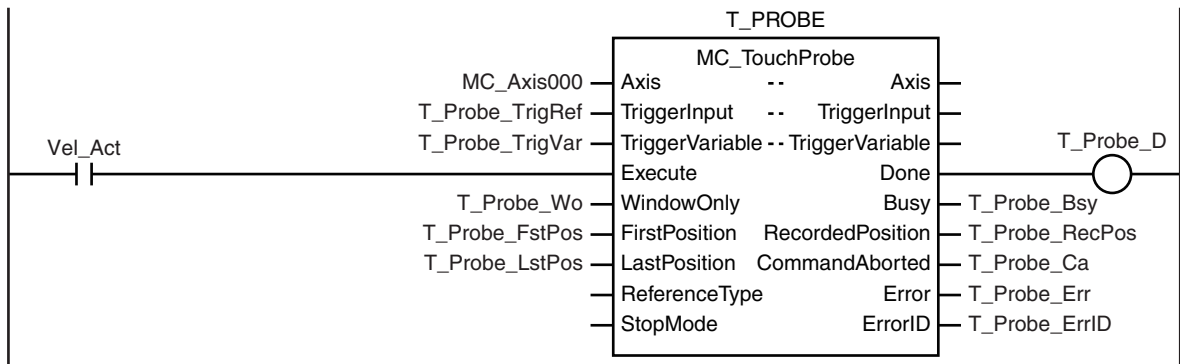 T_PROBE
MC_TouchProbe
MC_Axis000 Axis -- Axis
T_Probe_TrigRef TriggerInput -- TriggerInput
T_Probe_TrigVar TriggerVariable -- TriggerVariable
Vel_Act T_Probe_D
Execute Done
T_Probe_Wo WindowOnly Busy T_Probe_Bsy
T_Probe_FstPos FirstPosition RecordedPosition T_Probe_RecPos
T_Probe_LstPos LastPosition CommandAborted T_Probe_Ca
ReferenceType Error T_Probe_Err
StopMode ErrorID T_Probe_ErrID